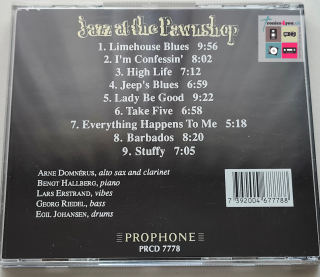 Jazz at the Pawnshop
1. Limehouse Blues 9:56
2. I'm Confessin' 8:02
3. High Life 7:12
4. Jeep's Blues 6:59
5. Lady Be Good 9:22
6. Take Five 6:58
7. Everything Happens To Me 5:18
8. Barbados 8:20
9. Stuffy 7:05
ARNE DOMNÉRUS, alto sax and clarinet
BENGT HALLBERG, piano
LARS ERSTRAND, vibes
GEORG RIEDEL, bass
EGIL JOHANSEN, drums
7 392004 677788
PROPHONE
PRCD 7778